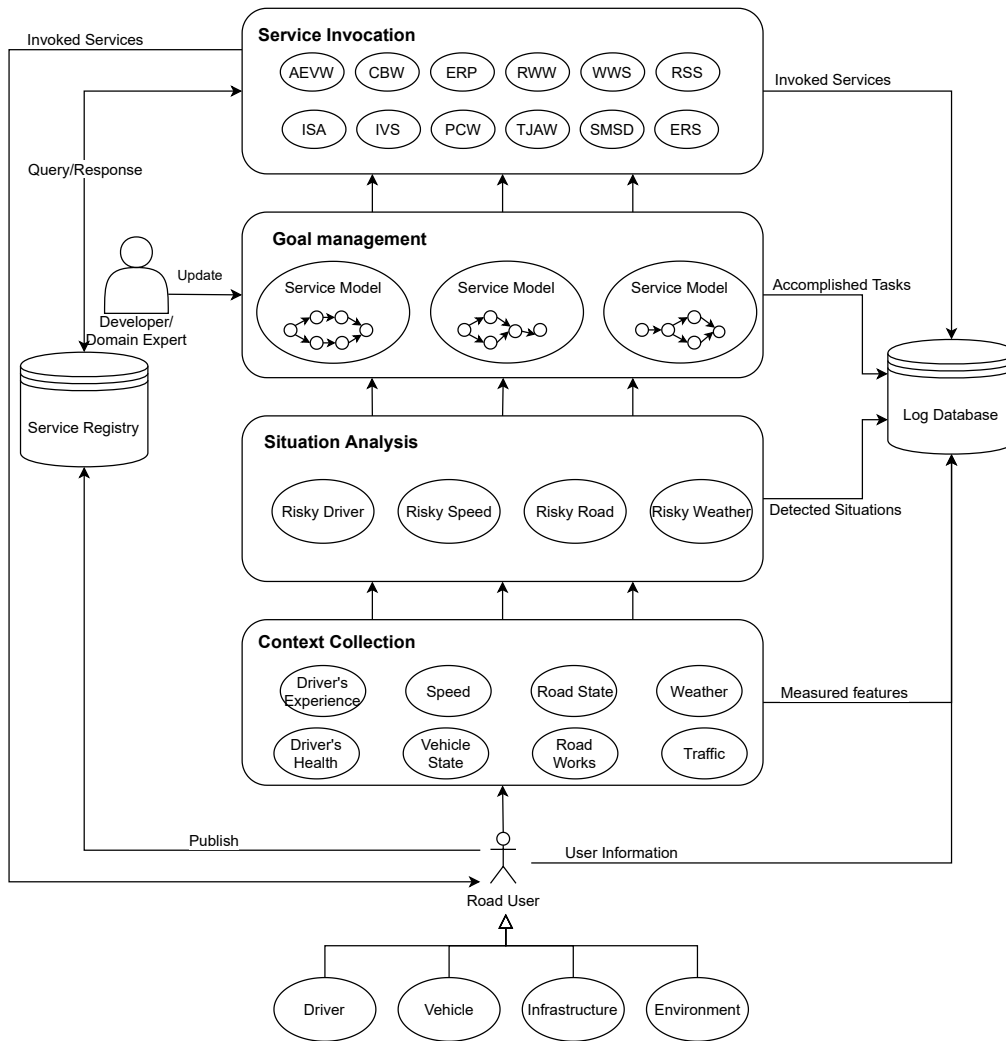 Invoked Services
Service Invocation
AEVW
CBW
ERP
RWW
WWS
RSS
Invoked Services
ISA
IVS
PCW
TJAW
SMSD
ERS
Query/Response
Goal management
Update
Service Model
Service Model
Service Model
Accomplished Tasks
Developer/
Domain Expert
Service Registry
Log Database
Situation Analysis
Risky Driver
Risky Speed
Risky Road
Risky Weather
Detected Situations
Context Collection
Driver's
Experience
Speed
Road State
Weather
Measured features
Driver's
Health
Vehicle
State
Road
Works
Traffic
Publish
User Information
Road User
Driver
Vehicle
Infrastructure
Environment